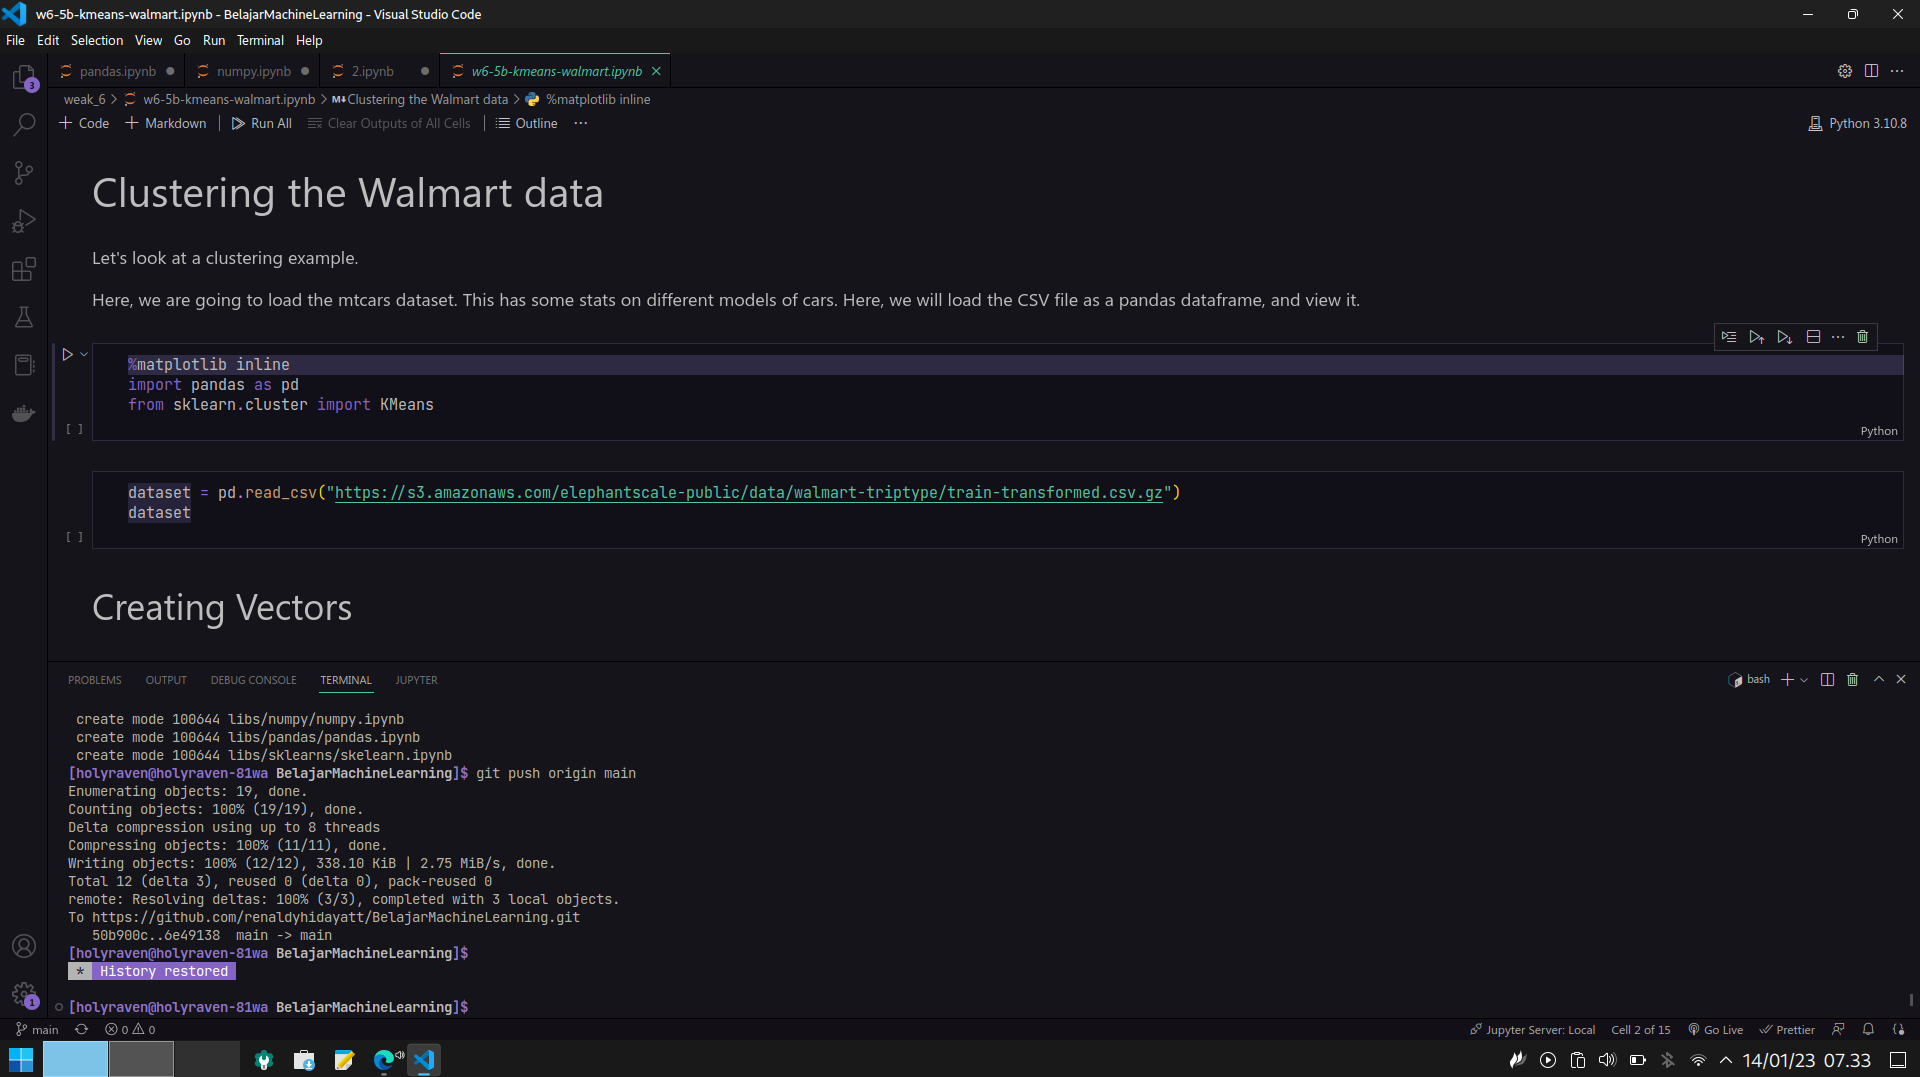 w6-5b-kmeans-walmart.ipynb - BelajarMachineLearning - Visual Studio Code
File Edit Selection View Go Run Terminal Help
pandas.ipynb numpy.ipynb 2.ipynb w6-5b-kmeans-walmart.ipynb
3
weak_6 > w6-5b-kmeans-walmart.ipynb > M↓Clustering the Walmart data > %matplotlib inline
+ Code + Markdown Run All Clear Outputs of All Cells Outline ··· Python 3.10.8
Clustering the Walmart data
Let's look at a clustering example.
Here, we are going to load the mtcars dataset. This has some stats on different models of cars. Here, we will load the CSV file as a pandas dataframe, and view it.
%matplotlib inline
import pandas as pd
from sklearn.cluster import KMeans
[ ]
Python
dataset = pd.read_csv("https://s3.amazonaws.com/elephantscale-public/data/walmart-triptype/train-transformed.csv.gz")
dataset
[ ]
Python
Creating Vectors
PROBLEMS OUTPUT DEBUG CONSOLE TERMINAL JUPYTER bash
create mode 100644 libs/numpy/numpy.ipynb
create mode 100644 libs/pandas/pandas.ipynb
create mode 100644 libs/sklearns/skelearn.ipynb
[holyraven@holyraven-81wa BelajarMachineLearning]$ git push origin main
Enumerating objects: 19, done.
Counting objects: 100% (19/19), done.
Delta compression using up to 8 threads
Compressing objects: 100% (11/11), done.
Writing objects: 100% (12/12), 338.10 KiB | 2.75 MiB/s, done.
Total 12 (delta 3), reused 0 (delta 0), pack-reused 0
remote: Resolving deltas: 100% (3/3), completed with 3 local objects.
To https://github.com/renaldyhidayatt/BelajarMachineLearning.git
50b900c..6e49138 main -> main
[holyraven@holyraven-81wa BelajarMachineLearning]$
* History restored
1
[holyraven@holyraven-81wa BelajarMachineLearning]$
main 0 0 Jupyter Server: Local Cell 2 of 15 Go Live Prettier
14/01/23 07.33